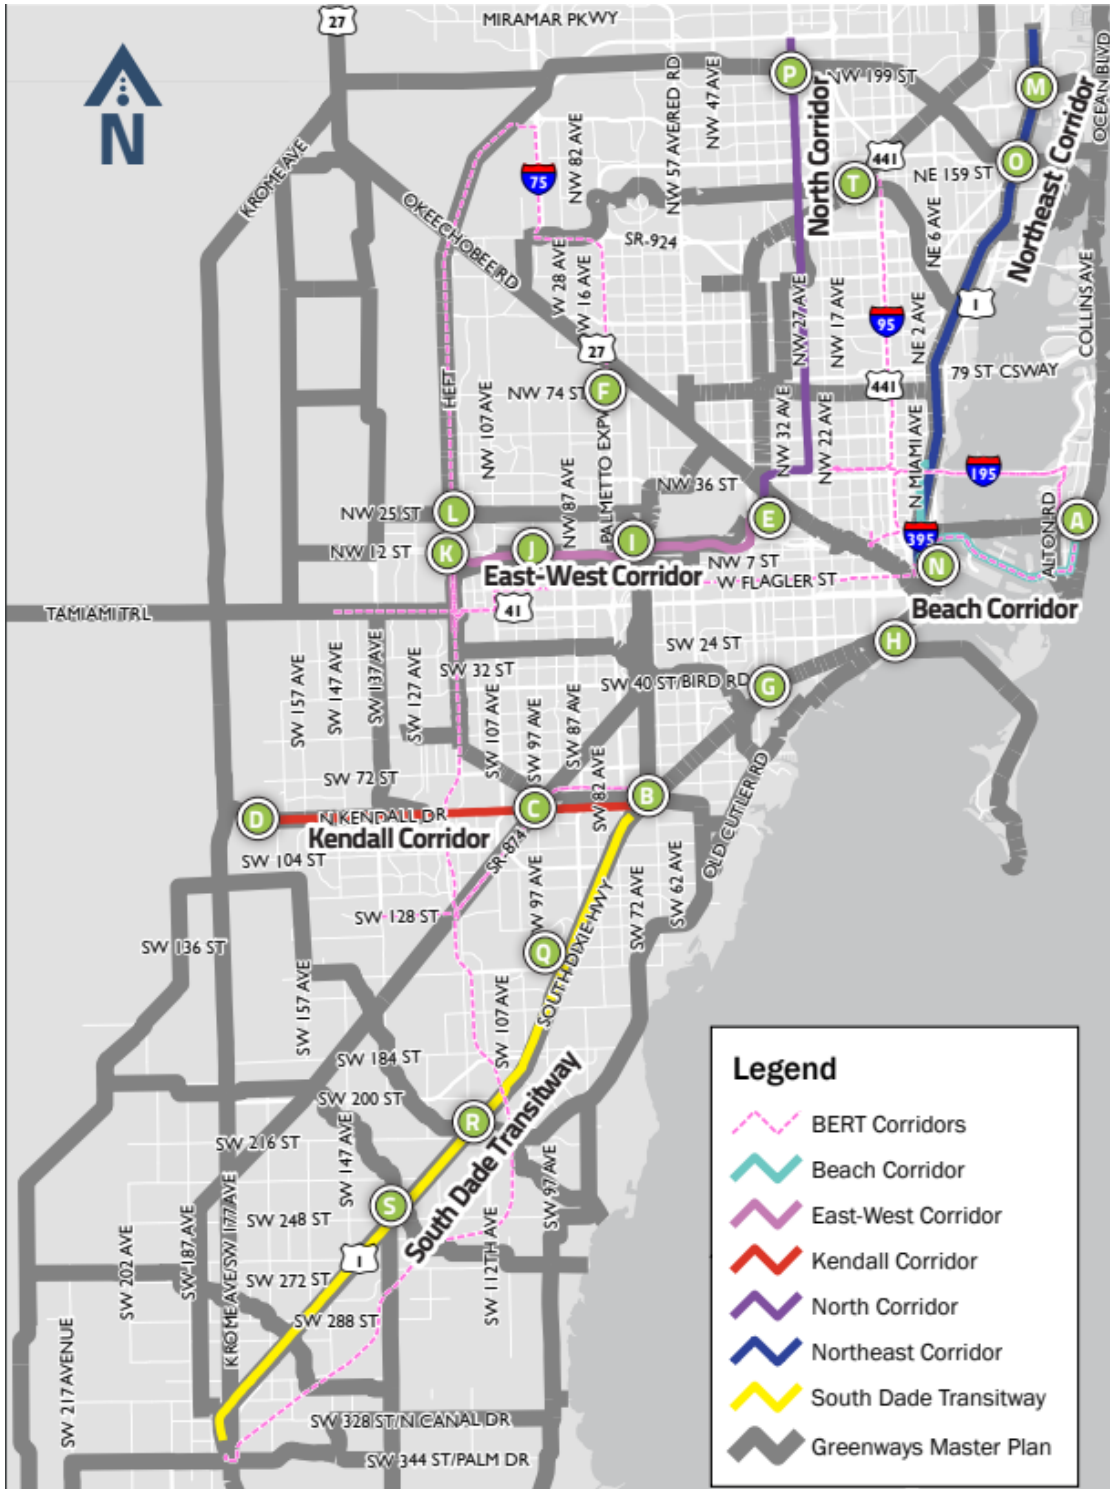 27
MIRAMAR PKWY
N
P
NW 199 ST
M
OCEAN BLVD
NW 47 AVE
NW 57 AVE/RED RD
NW 82 AVE
75
KROME AVE
OKEECHOBEE RD
North Corridor
441
T
NE 159 ST
O
Northeast Corridor
SR-924
NE 6 AVE
W 28 AVE
W 16 AVE
27
NW 27 AVE
NW 17 AVE
95
NE 2 AVE
1
COLLINS AVE
79 ST CSWAY
441
HEFT
NW 107 AVE
NW 74 ST
F
PALMETTO EXPW
NW 32 AVE
NW 22 AVE
N MIAMI AVE
195
NW 87 AVE
NW 36 ST
NW 25 ST
L
E
A
ALTON RD
395
NW 12 ST
K
J
I
NW 7 ST
N
East-West Corridor
W FLAGLER ST
TAMIAMI TRL
41
Beach Corridor
H
SW 24 ST
SW 32 ST
SW 40 ST/BIRD RD
G
SW 157 AVE
SW 147 AVE
SW 137 AVE
SW 127 AVE
SW 107 AVE
SW 97 AVE
SW 87 AVE
SW 82 AVE
SW 72 ST
B
OLD CUTLER RD
D
N KENDALL DR
C
Kendall Corridor
SW 104 ST
SR-874
SW 97 AVE
SW 72 AVE
SW 62 AVE
SW 128 ST
SW 136 ST
Q
SOUTH DIXIE HWY
SW 157 AVE
SW 107 AVE
SW 184 ST
SW 200 ST
R
South Dade Transitway
SW 216 ST
SW 147 AVE
SW 97 AVE
S
SW 248 ST
KROME AVE/SW 177 AVE
SW 187 AVE
SW 202 AVE
1
SW 272 ST
SW 112TH AVE
SW 288 ST
SW 217 AVENUE
SW 328 ST/N CANAL DR
SW 344 ST/PALM DR
Legend
BERT Corridors
Beach Corridor
East-West Corridor
Kendall Corridor
North Corridor
Northeast Corridor
South Dade Transitway
Greenways Master Plan